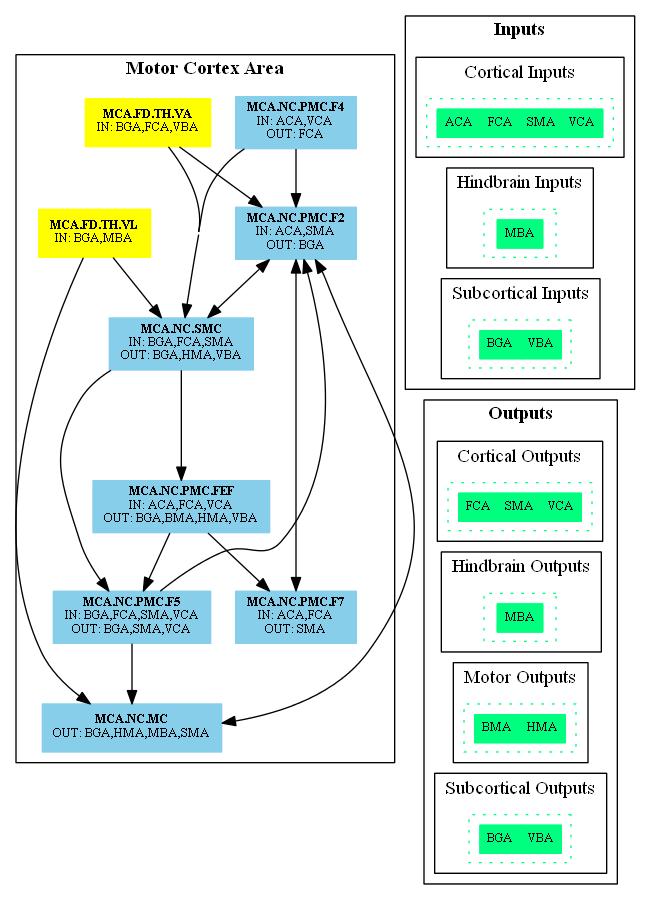 Motor Cortex Area
MCA.FD.TH.VA
IN: BGA,FCA,VBA
MCA.NC.PMC.F4
IN: ACA,VCA
OUT: FCA
MCA.FD.TH.VL
IN: BGA,MBA
MCA.NC.PMC.F2
IN: ACA,SMA
OUT: BGA
MCA.NC.SMC
IN: BGA,FCA,SMA
OUT: BGA,HMA,VBA
MCA.NC.PMC.FEF
IN: ACA,FCA,VCA
OUT: BGA,BMA,HMA,VBA
MCA.NC.PMC.F5
IN: BGA,FCA,SMA,VCA
OUT: BGA,SMA,VCA
MCA.NC.PMC.F7
IN: ACA,FCA
OUT: SMA
MCA.NC.MC
OUT: BGA,HMA,MBA,SMA
Inputs
Cortical Inputs
ACA FCA SMA VCA
Hindbrain Inputs
MBA
Subcortical Inputs
BGA VBA
Outputs
Cortical Outputs
FCA SMA VCA
Hindbrain Outputs
MBA
Motor Outputs
BMA HMA
Subcortical Outputs
BGA VBA